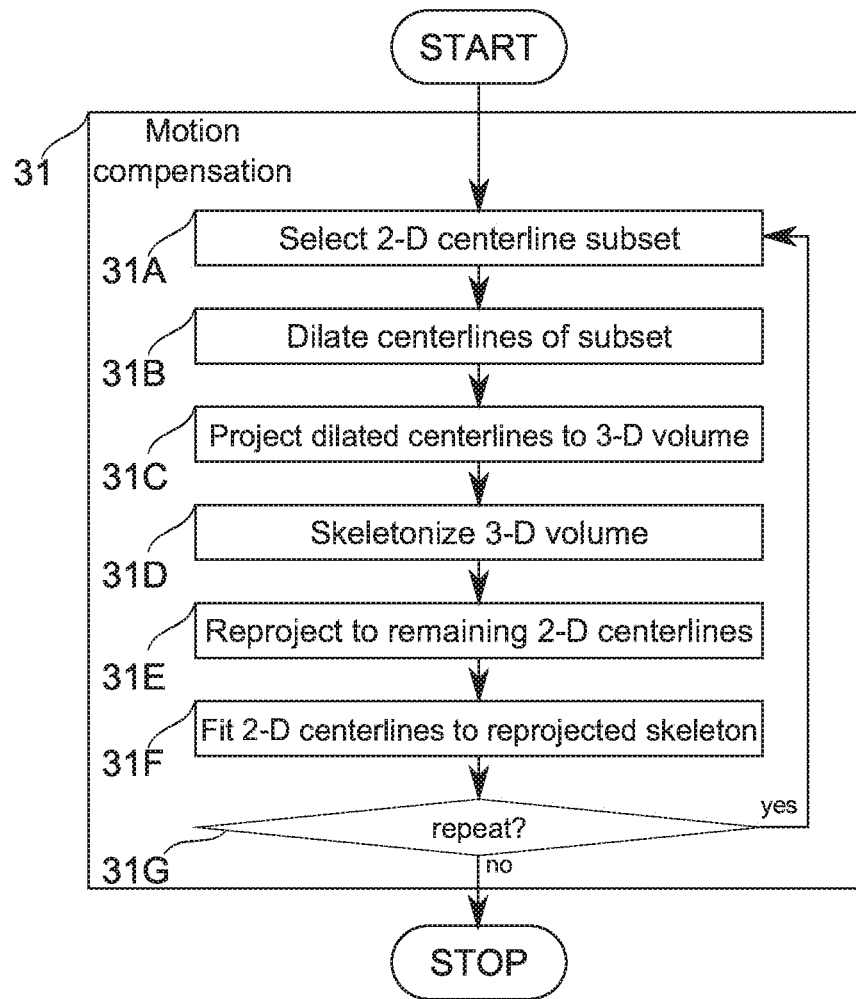 START
Motion
compensation
31
Select 2-D centerline subset
31A
Dilate centerlines of subset
31B
Project dilated centerlines to 3-D volume
31C
Skeletonize 3-D volume
31D
Reproject to remaining 2-D centerlines
31E
Fit 2-D centerlines to reprojected skeleton
31F
repeat?
yes
31G
no
STOP